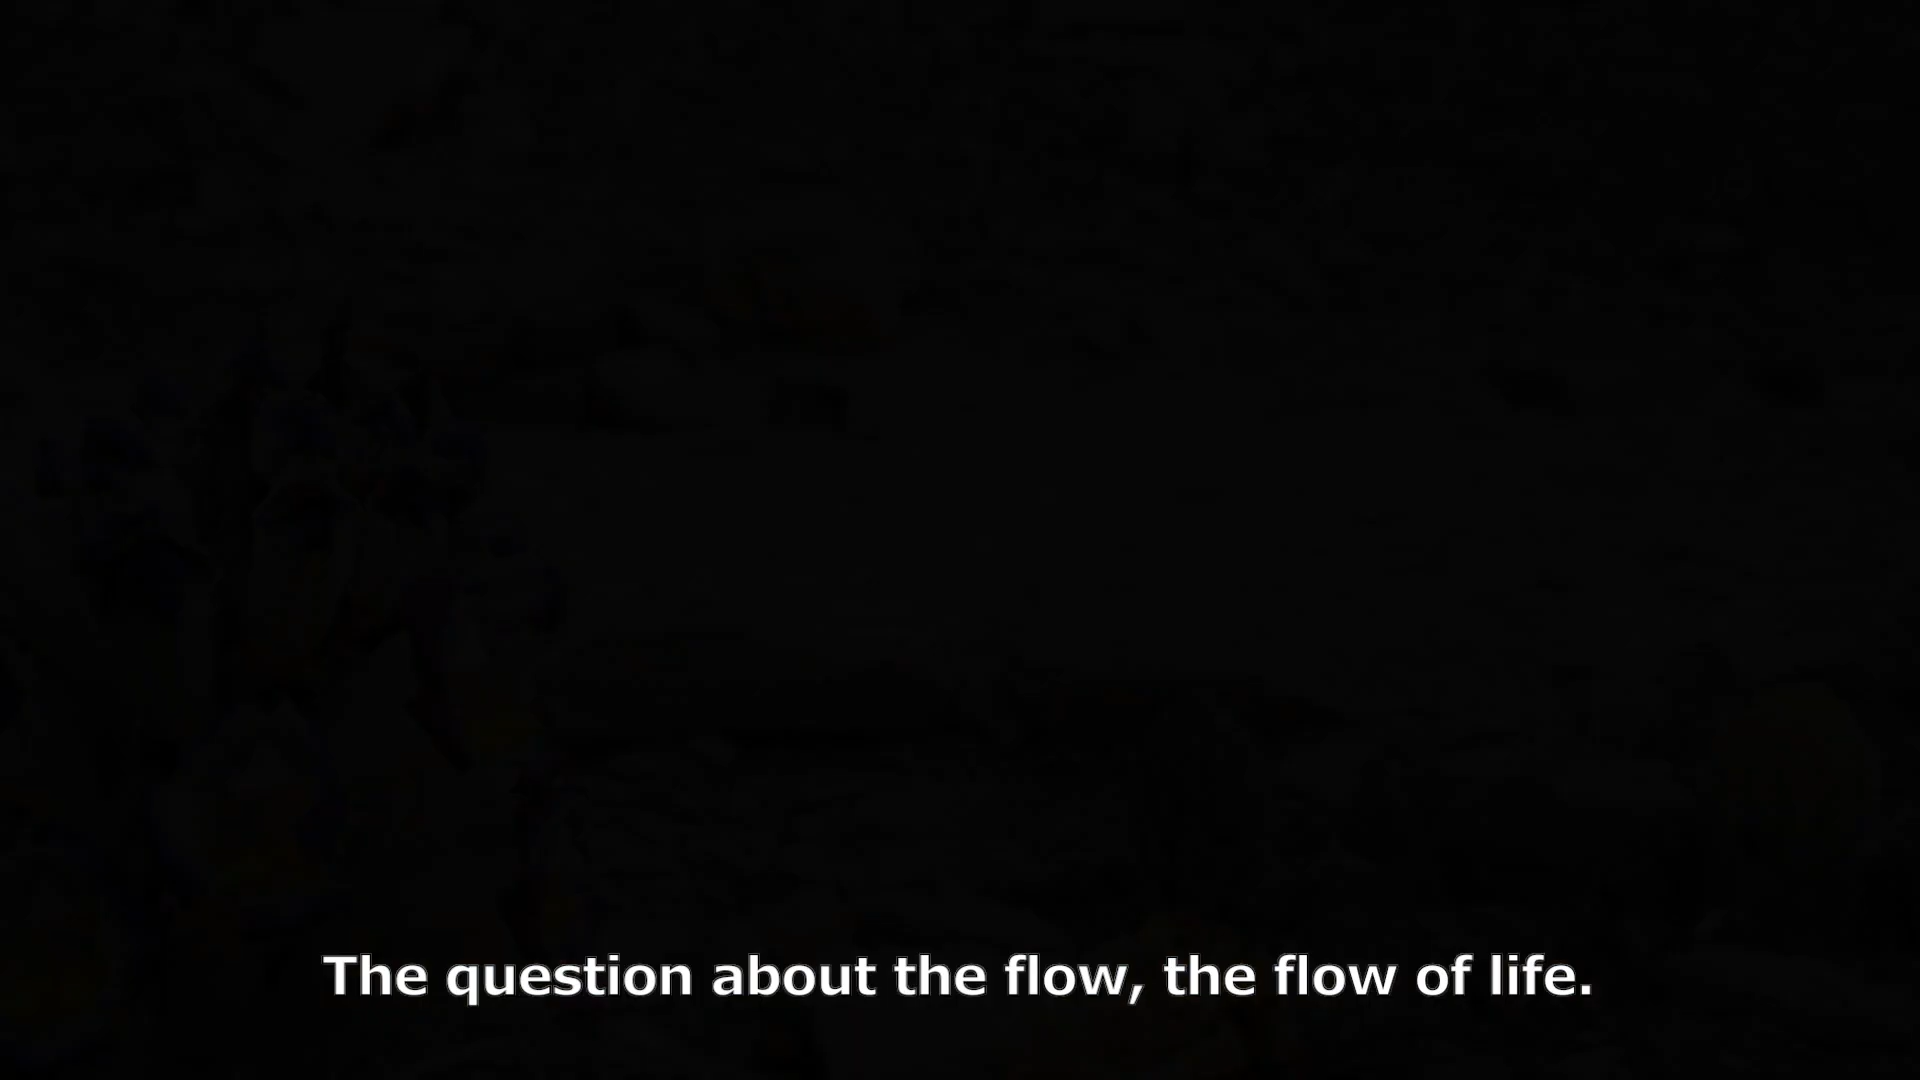 The question about the flow, the flow of life.